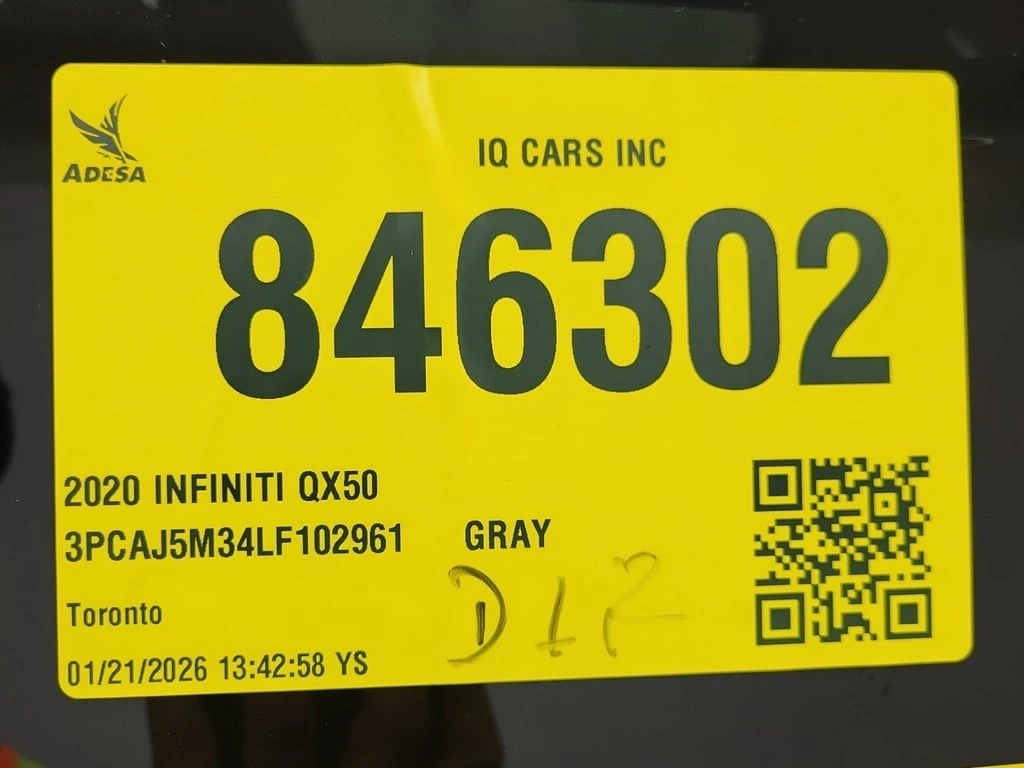 ADESA
IQ CARS INC
846302
2020 INFINITI QX50
3PCAJ5M34LF102961 GRAY
Toronto
01/21/2026 13:42:58 YS